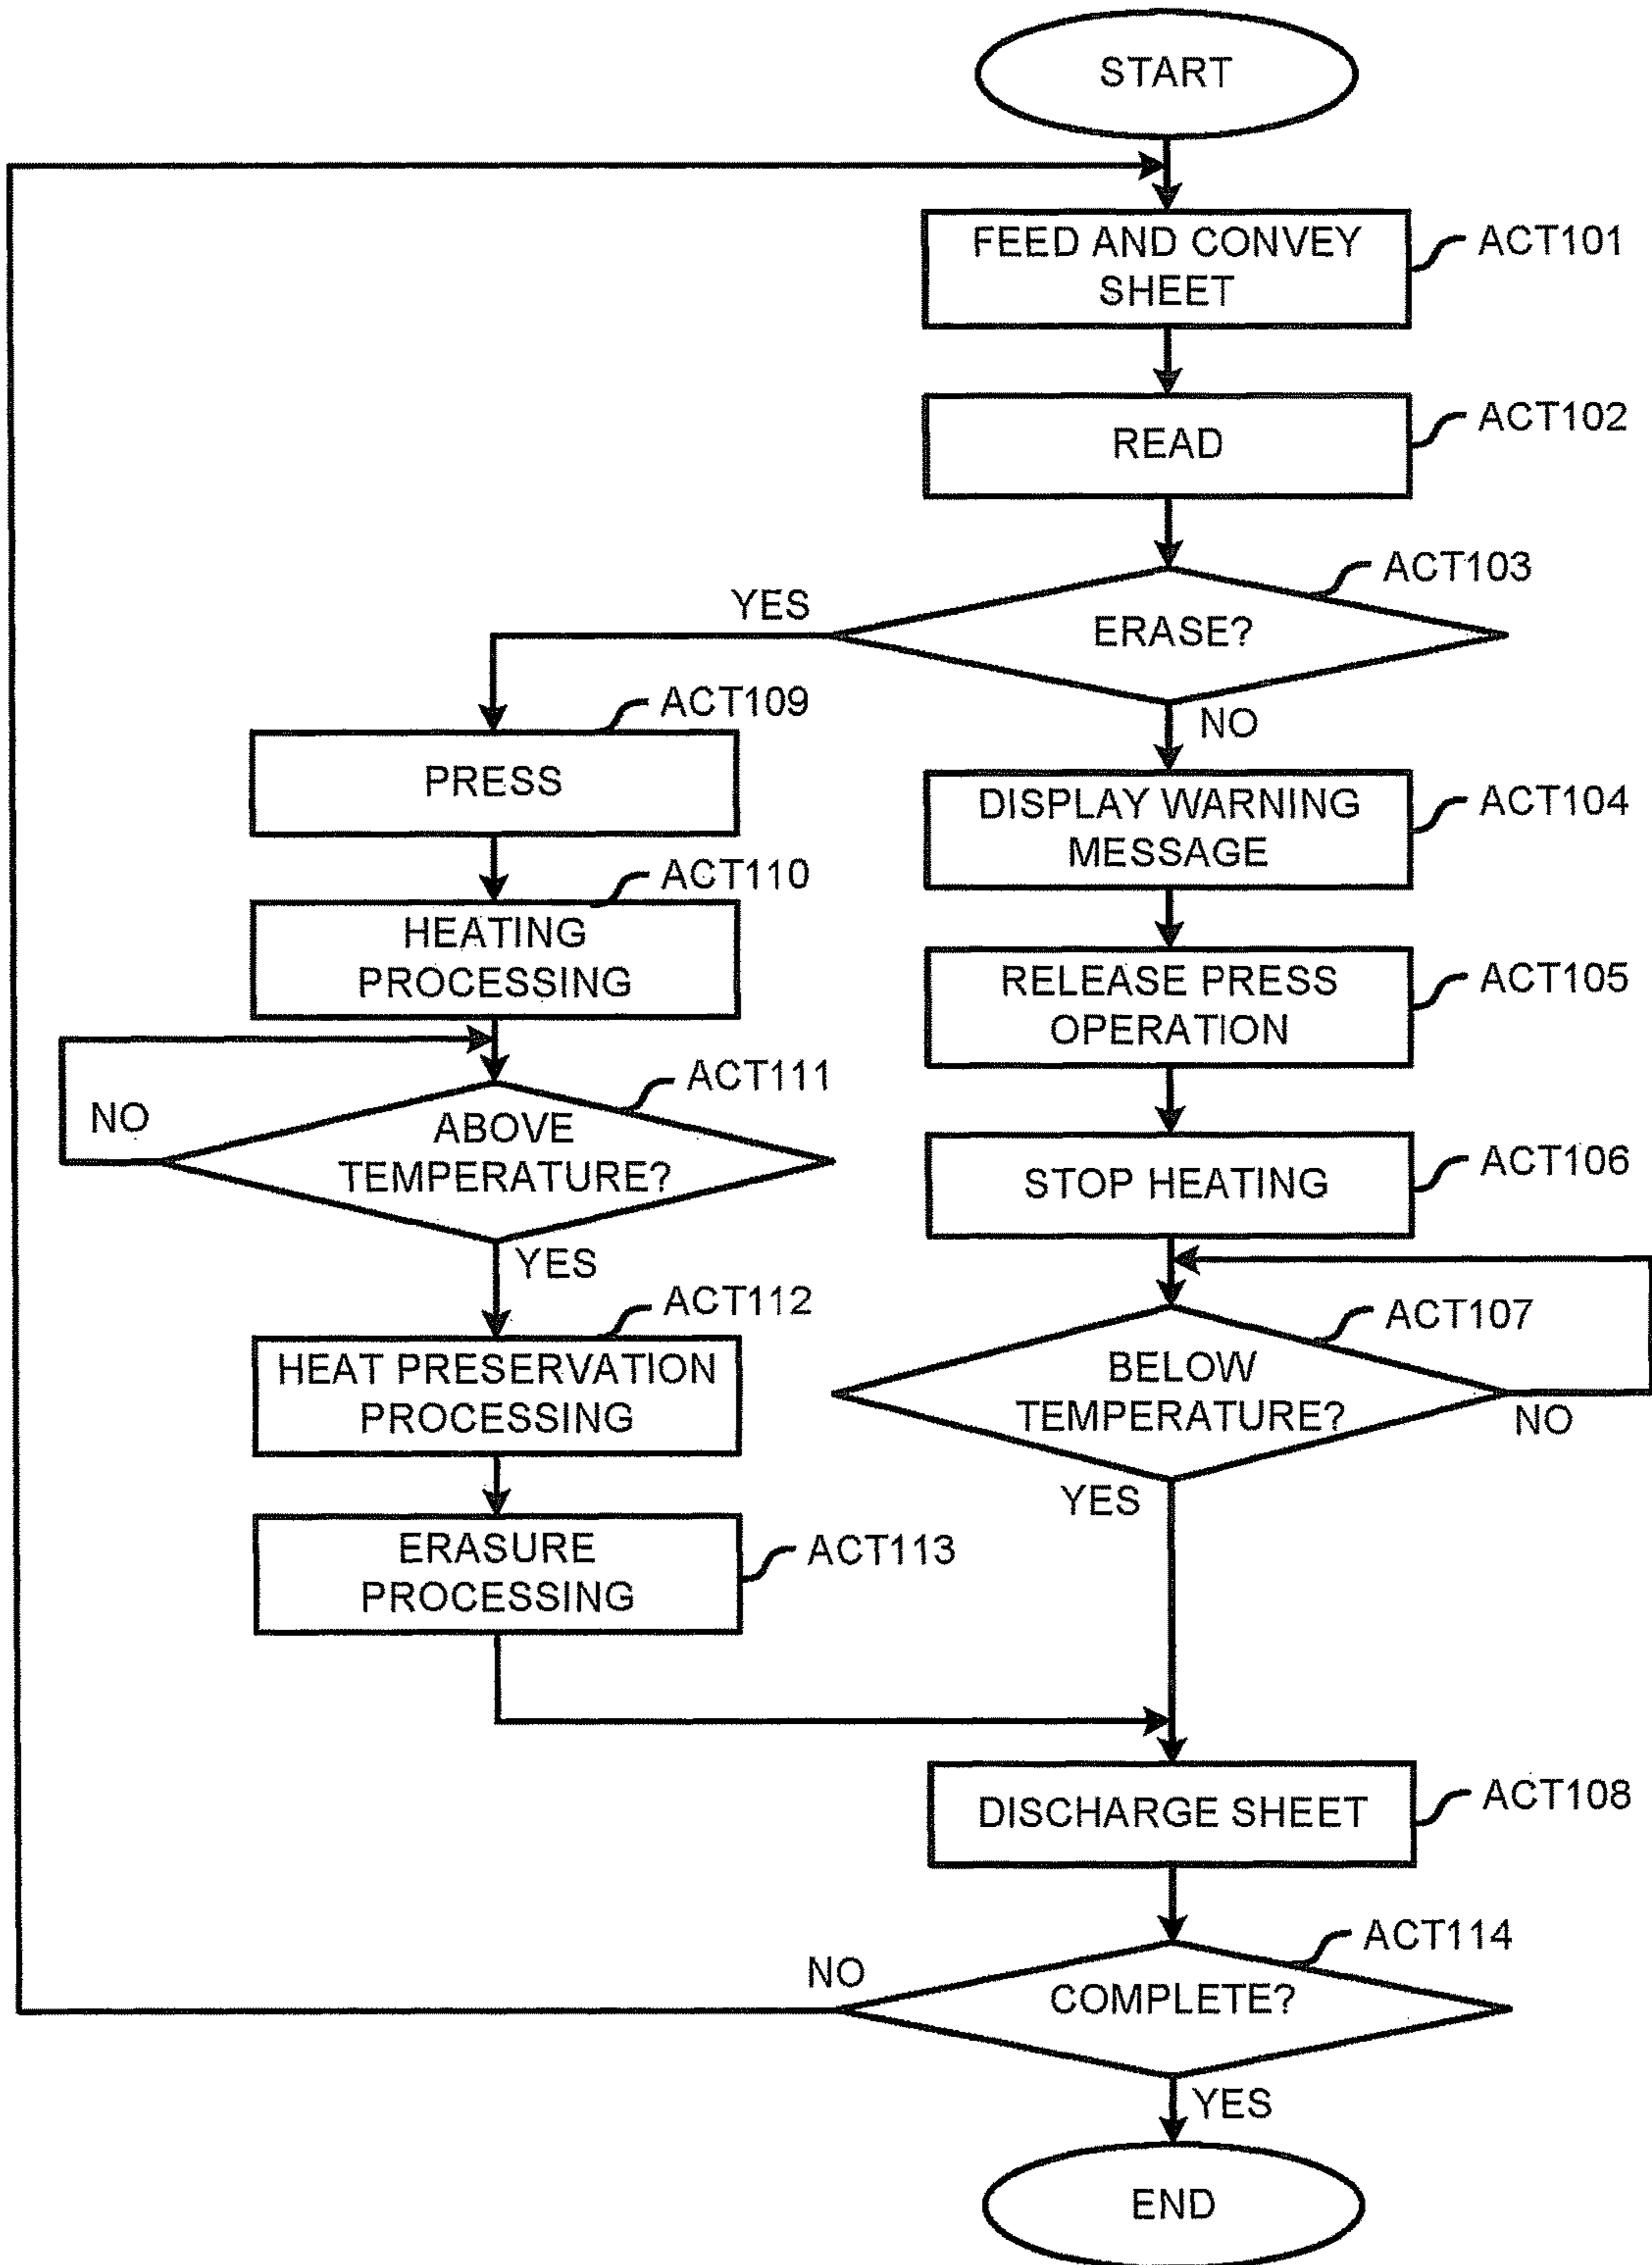 START
FEED AND CONVEY
SHEET
ACT101
READ
ACT102
ACT103
ERASE?
YES
NO
ACT109
PRESS
ACT110
HEATING
PROCESSING
ACT111
ABOVE
TEMPERATURE?
NO
YES
ACT112
HEAT PRESERVATION
PROCESSING
ERASURE
PROCESSING
ACT113
DISPLAY WARNING
MESSAGE
ACT104
RELEASE PRESS
OPERATION
ACT105
STOP HEATING
ACT106
ACT107
BELOW
TEMPERATURE?
NO
YES
DISCHARGE SHEET
ACT108
ACT114
COMPLETE?
NO
YES
END